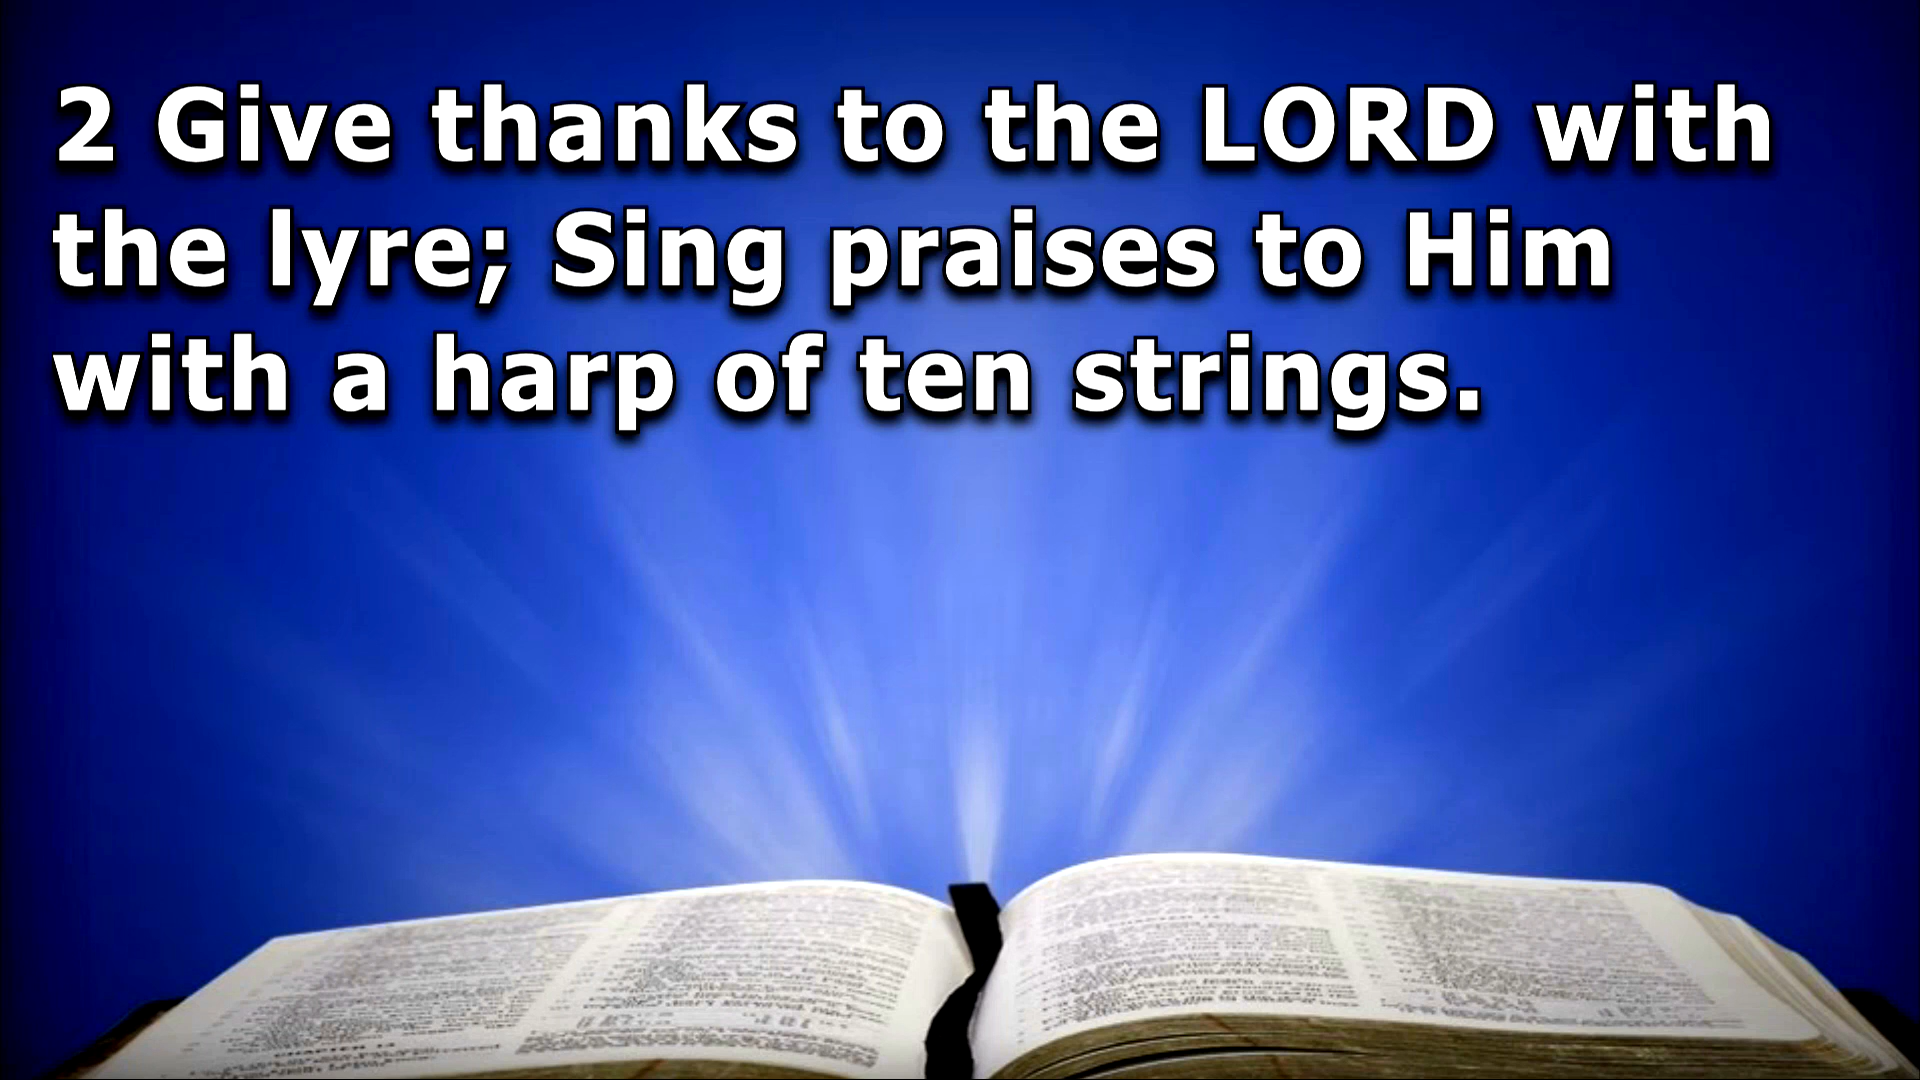 2 Give thanks to the LORD with
the lyre; Sing praises to Him
with a harp of ten strings.